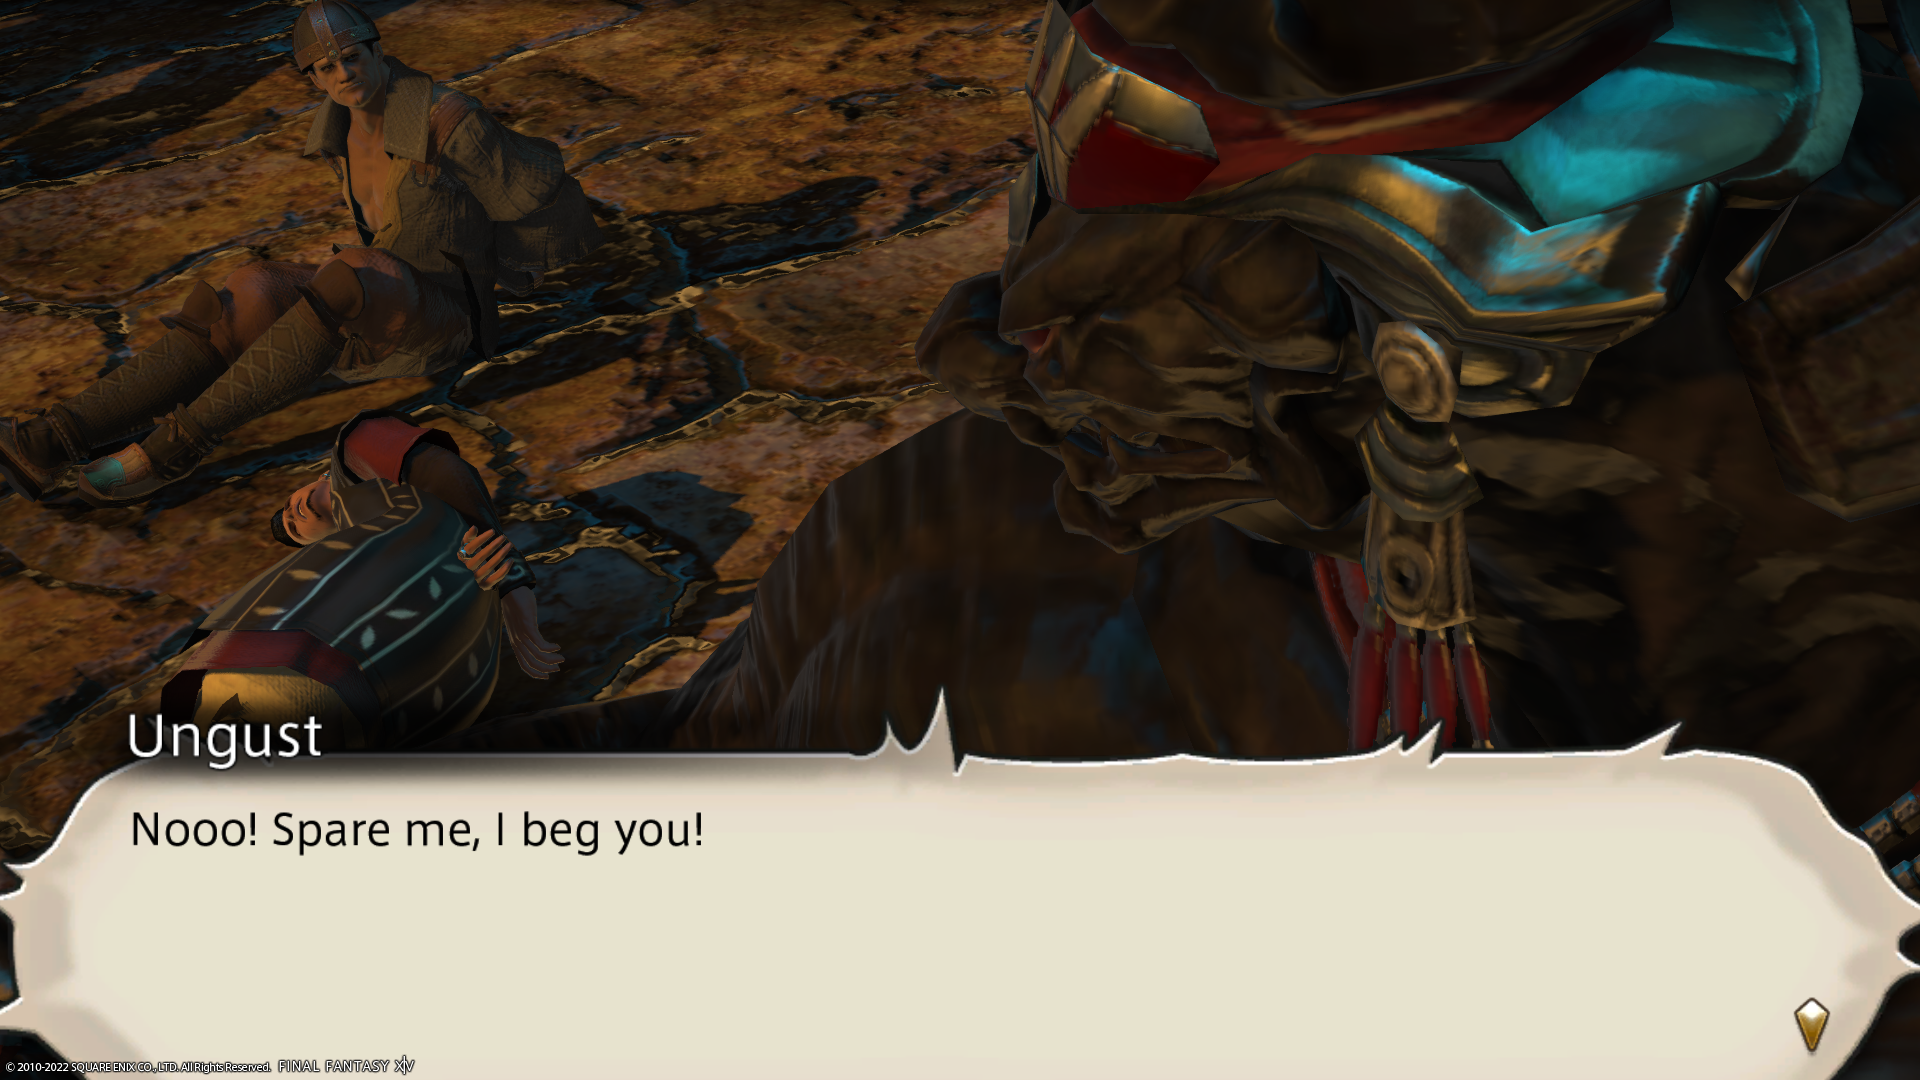 Ungust
Nooo! Spare me, I beg you!
© 2010-2022 SQUARE ENIX CO., LTD. All Rights Reserved. FINAL FANTASY XIV